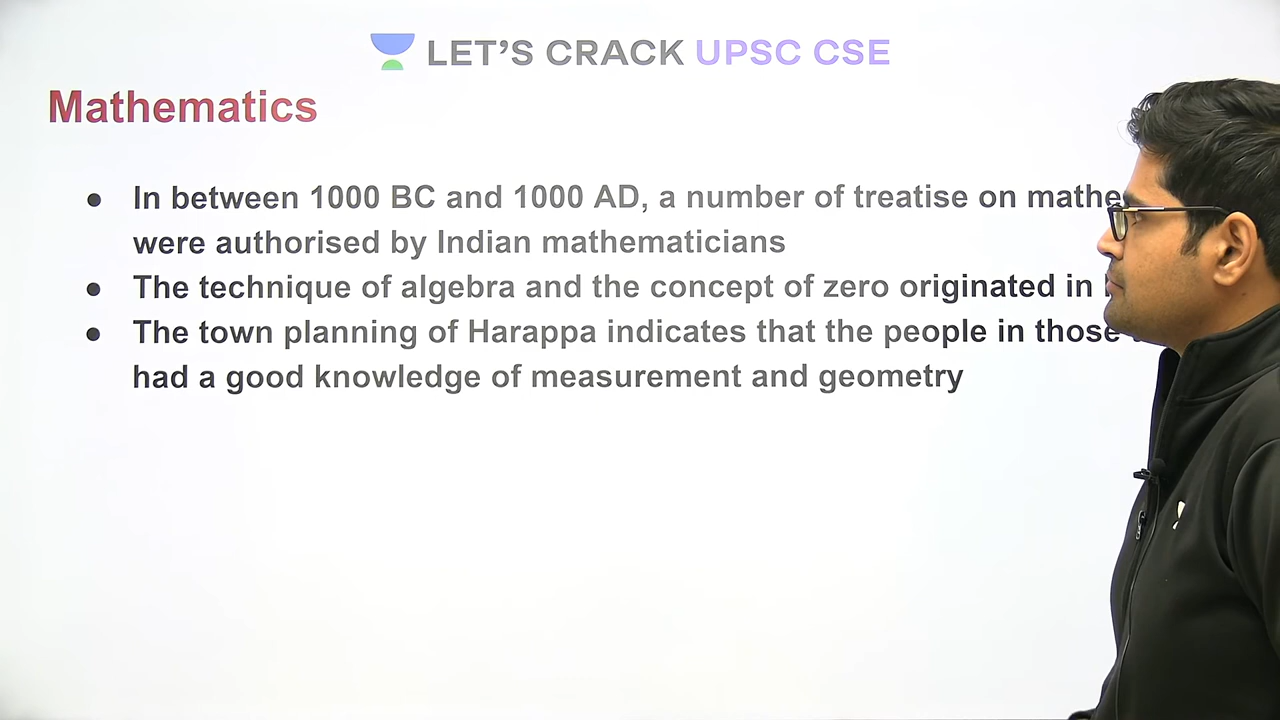 LET'S CRACK UPSC CSE
Mathematics
In between 1000 BC and 1000 AD, a number of treatise on
were authorised by Indian mathematicians
The technique of algebra and the concept of zero originated in
The town planning of Harappa indicates that the people in those
had a good knowledge of measurement and geometry